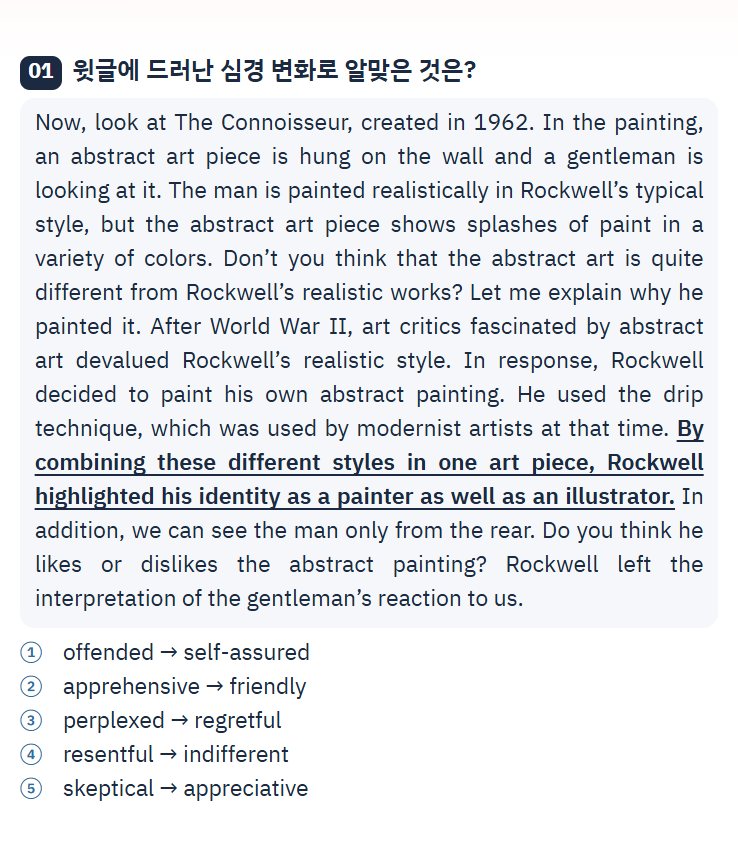 01 윗글에 드러난 심경 변화로 알맞은 것은?
Now, look at The Connoisseur, created in 1962. In the painting,
an abstract art piece is hung on the wall and a gentleman is
looking at it. The man is painted realistically in Rockwell’s typical
style, but the abstract art piece shows splashes of paint in a
variety of colors. Don’t you think that the abstract art is quite
different from Rockwell’s realistic works? Let me explain why he
painted it. After World War II, art critics fascinated by abstract
art devalued Rockwell’s realistic style. In response, Rockwell
decided to paint his own abstract painting. He used the drip
technique, which was used by modernist artists at that time. By
combining these different styles in one art piece, Rockwell
highlighted his identity as a painter as well as an illustrator. In
addition, we can see the man only from the rear. Do you think he
likes or dislikes the abstract painting? Rockwell left the
interpretation of the gentleman’s reaction to us.
① offended → self-assured
② apprehensive → friendly
③ perplexed → regretful
④ resentful → indifferent
⑤ skeptical → appreciative